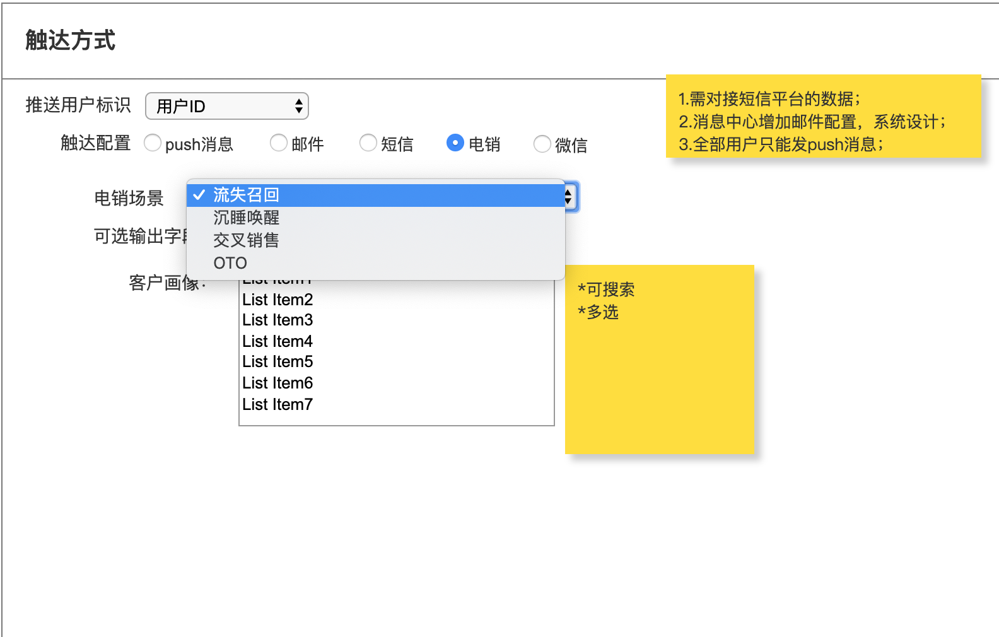 触达方式
推送用户标识 用户ID
触达配置 push消息 邮件 短信 电销 微信
1.需对接短信平台的数据；
2.消息中心增加邮件配置，系统设计；
3.全部用户只能发push消息；
电销场景
流失召回
沉睡唤醒
交叉销售
OTO
可选输出字段
客户画像：
List Item1
List Item2
List Item3
List Item4
List Item5
List Item6
List Item7
*可搜索
*多选